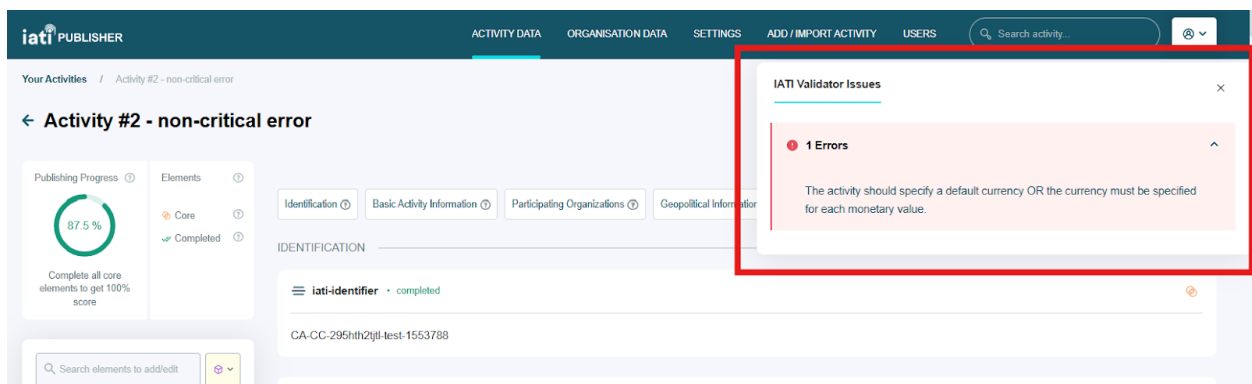 iati PUBLISHER
ACTIVITY DATA
ORGANISATION DATA
SETTINGS
ADD / IMPORT ACTIVITY
USERS
Search activity...
Your Activities / Activity #2 - non-critical error
Activity #2 - non-critical error
IATI Validator Issues
1 Errors
The activity should specify a default currency OR the currency must be specified
for each monetary value.
Publishing Progress
87.5 %
Complete all core
elements to get 100%
score
Elements
Core
Completed
Search elements to add/edit
Identification
Basic Activity Information
Participating Organizations
Geopolitical Information
IDENTIFICATION
iati-identifier • completed
CA-CC-295hth2tjtl-test-1553788